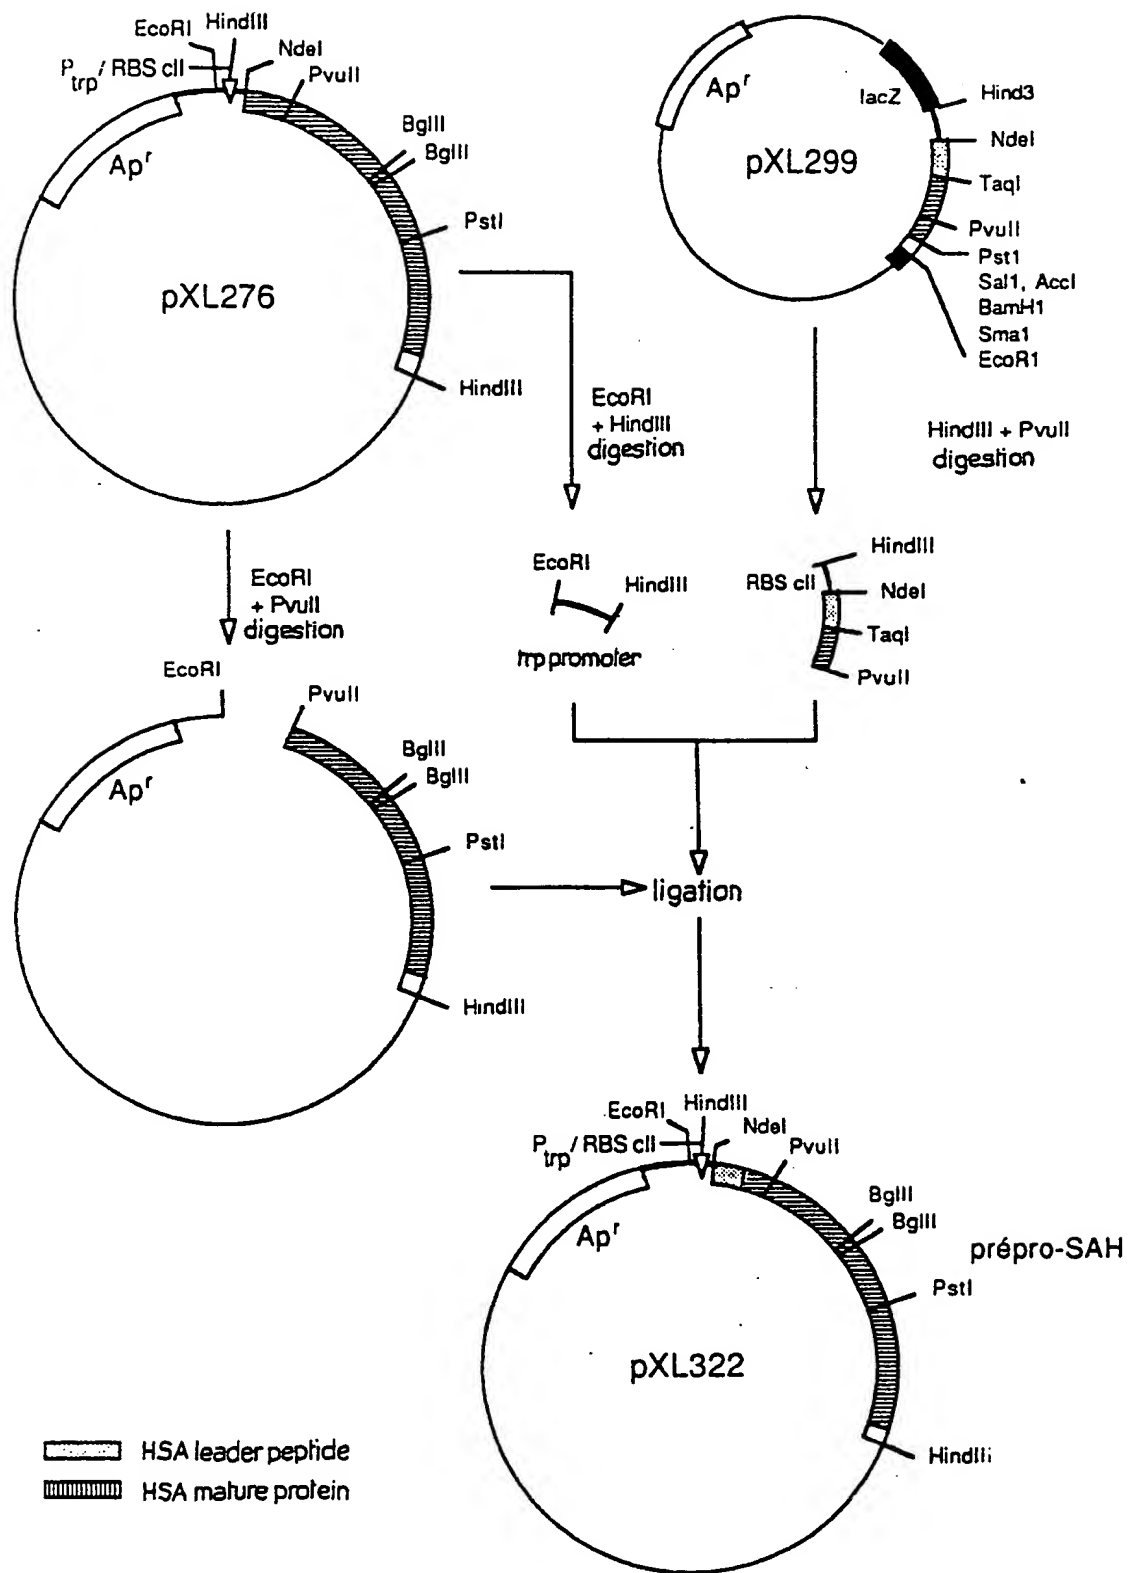 EcoRI
HindIII
P trp / RBS cII
NdeI
PvuII
Apʳ
BglII
BglII
PstI
pXL276
HindIII
Apʳ
lacZ
Hind3
NdeI
pXL299
TaqI
PvuII
Pst1
Sal1, AccI
BamH1
Sma1
EcoR1
EcoRI
+ HindIII
digestion
HindIII + PvuII
digestion
EcoRI
+ PvuII
digestion
EcoRI
HindIII
trp promoter
HindIII
RBS cII
NdeI
TaqI
PvuII
EcoRI
PvuII
Apʳ
BglII
BglII
PstI
HindIII
ligation
EcoRI
HindIII
P trp / RBS cII
NdeI
PvuII
Apʳ
BglII
BglII
prépro-SAH
PstI
pXL322
HindIII
HSA leader peptide
HSA mature protein